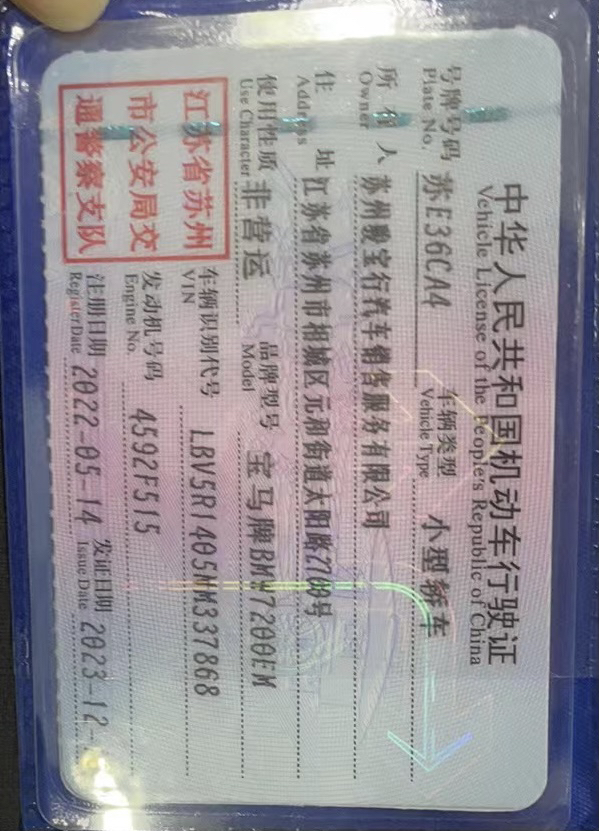 中华人民共和国机动车行驶证
Vehicle License of the People's Republic of China
号牌号码 苏E36CA4 车辆类型 小型轿车
Plate No. Vehicle Type
所有人 苏州骏宝行汽车销售服务有限公司
Owner
住址 江苏省苏州市相城区元和街道太阳路2700号
Address
使用性质 非营运 品牌型号 宝马牌BMW7200FM
Use Character Model
江苏省苏州
市公安局交
通警察支队
车辆识别代号 LBV5R1405MM337868
VIN
发动机号码 4592F515
Engine No.
注册日期 2022-05-14 发证日期 2023-12-
Register Date Issue Date